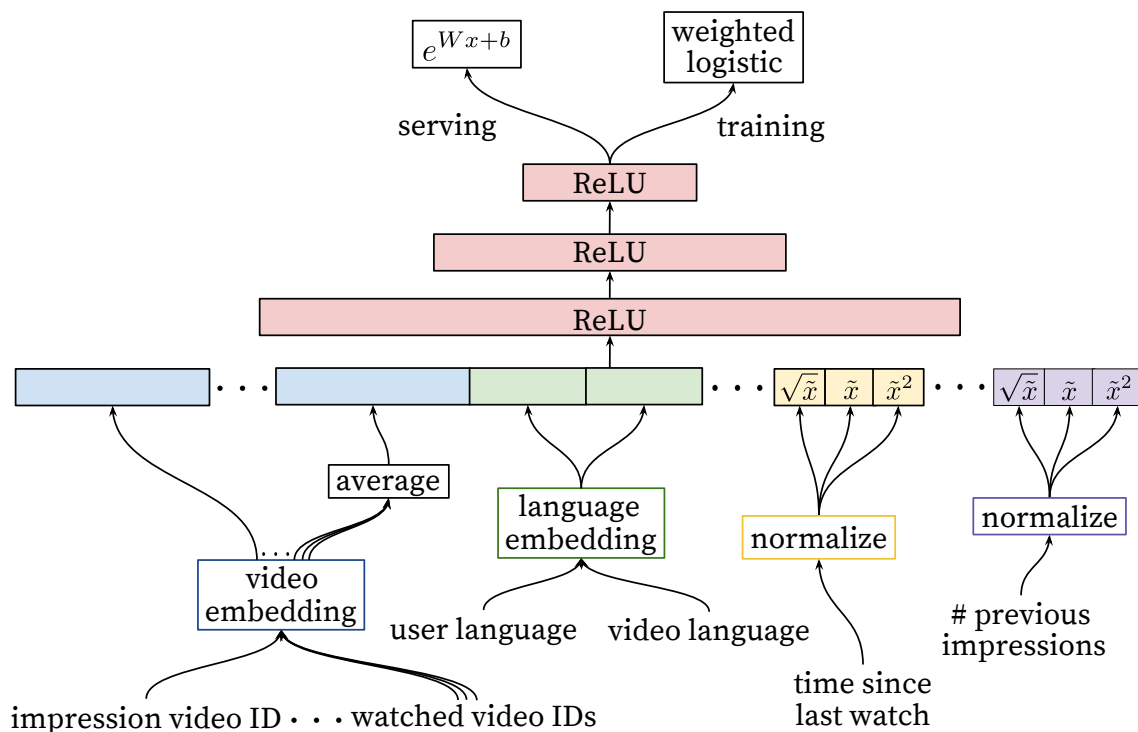 e^{Wx+b}
weighted
logistic
serving
training
ReLU
ReLU
ReLU
· · ·
√x̃ x̃ x̃²
· · ·
√x̃ x̃ x̃²
average
language
embedding
normalize
normalize
· · · ·
video
embedding
user language
video language
# previous
impressions
time since
last watch
impression video ID · · · watched video IDs